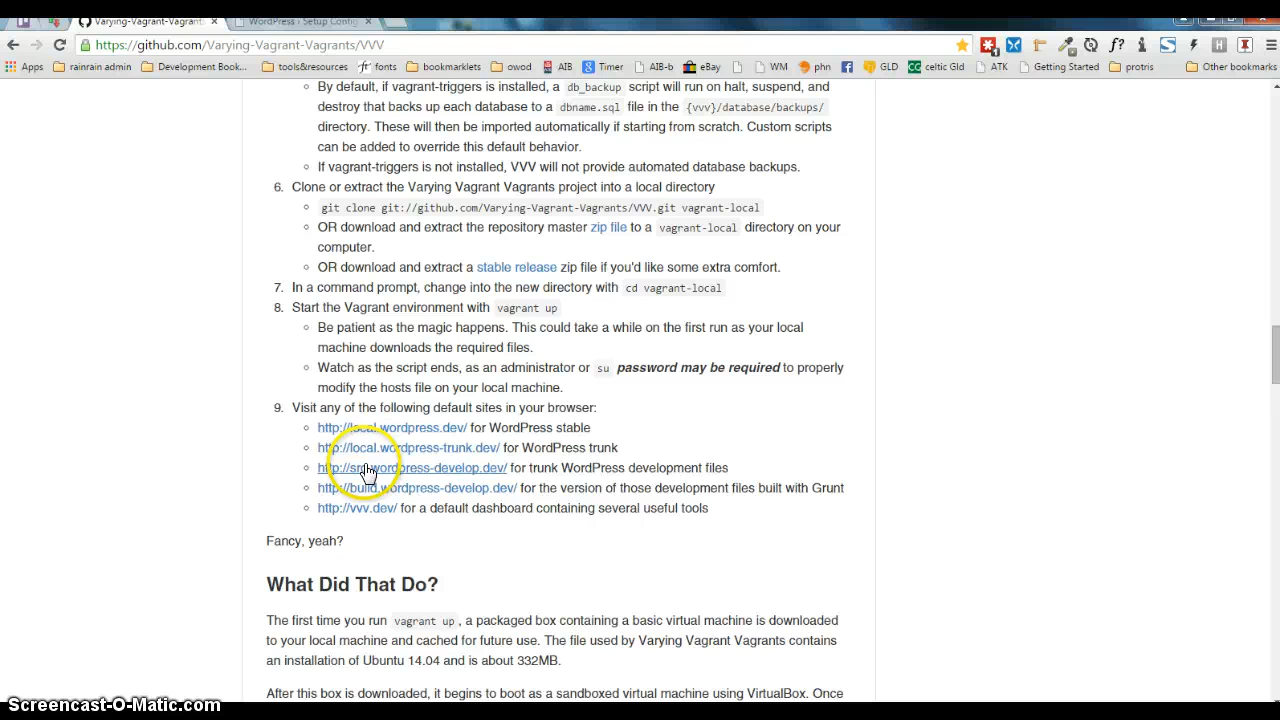 Varying-Vagrant-Vagrants
WordPress › Setup Config
https://github.com/Varying-Vagrant-Vagrants/VVV
Apps
rainrain admin
Development Book...
tools&resources
fonts
bookmarklets
owod
AIB
Timer
AIB-b
eBay
WM
phn
GLD
celtic Gld
ATK
Getting Started
protris
Other bookmarks
By default, if vagrant-triggers is installed, a db_backup script will run on halt, suspend, and
destroy that backs up each database to a dbname.sql file in the {vvv}/database/backups/
directory. These will then be imported automatically if starting from scratch. Custom scripts
can be added to override this default behavior.
If vagrant-triggers is not installed, VVV will not provide automated database backups.
6. Clone or extract the Varying Vagrant Vagrants project into a local directory
git clone git://github.com/Varying-Vagrant-Vagrants/VVV.git vagrant-local
OR download and extract the repository master zip file to a vagrant-local directory on your
computer.
OR download and extract a stable release zip file if you'd like some extra comfort.
7. In a command prompt, change into the new directory with cd vagrant-local
8. Start the Vagrant environment with vagrant up
Be patient as the magic happens. This could take a while on the first run as your local
machine downloads the required files.
Watch as the script ends, as an administrator or su password may be required to properly
modify the hosts file on your local machine.
9. Visit any of the following default sites in your browser:
http://local.wordpress.dev/ for WordPress stable
http://local.wordpress-trunk.dev/ for WordPress trunk
http://src.wordpress-develop.dev/ for trunk WordPress development files
http://build.wordpress-develop.dev/ for the version of those development files built with Grunt
http://vvv.dev/ for a default dashboard containing several useful tools
Fancy, yeah?
What Did That Do?
The first time you run vagrant up, a packaged box containing a basic virtual machine is downloaded
to your local machine and cached for future use. The file used by Varying Vagrant Vagrants contains
an installation of Ubuntu 14.04 and is about 332MB.
After this box is downloaded, it begins to boot as a sandboxed virtual machine using VirtualBox. Once
Screencast-O-Matic.com